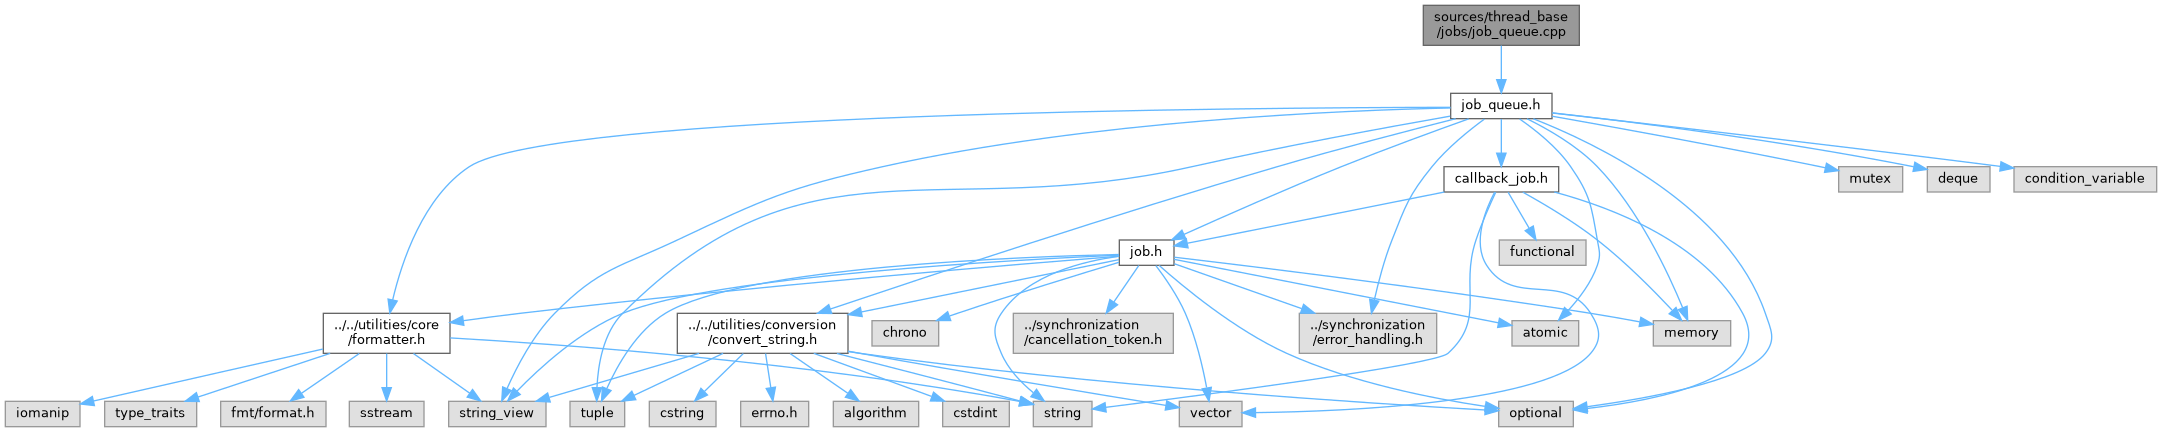 sources/thread_base
/jobs/job_queue.cpp
job_queue.h
callback_job.h
mutex
deque
condition_variable
job.h
functional
../../utilities/core
/formatter.h
../../utilities/conversion
/convert_string.h
chrono
../synchronization
/cancellation_token.h
../synchronization
/error_handling.h
atomic
memory
iomanip
type_traits
fmt/format.h
sstream
string_view
tuple
cstring
errno.h
algorithm
cstdint
string
vector
optional